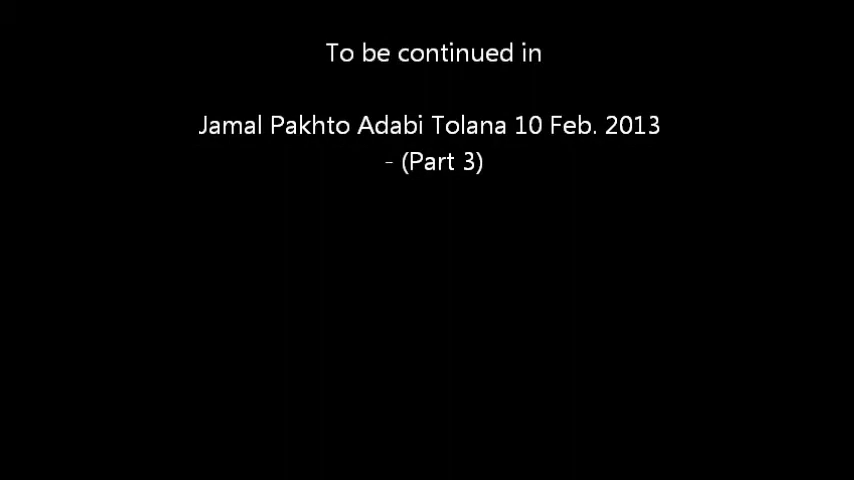 To be continued in
Jamal Pakhto Adabi Tolana 10 Feb. 2013
- (Part 3)